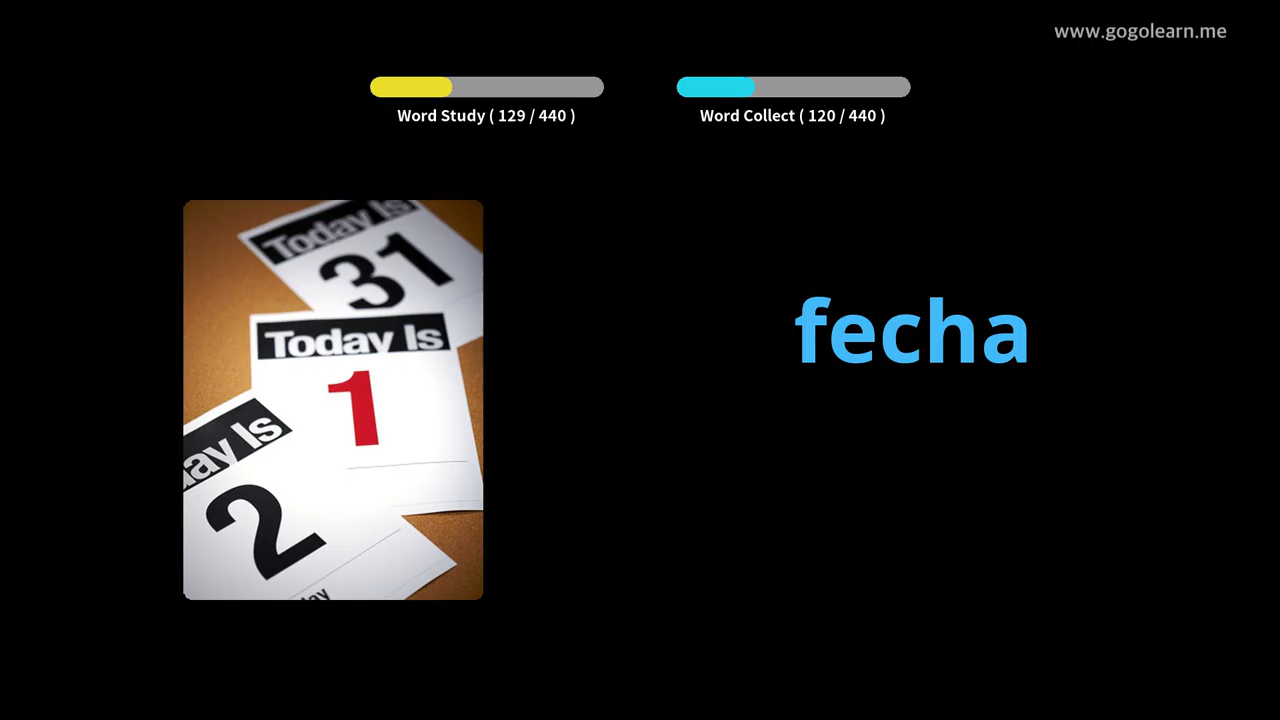 www.gogolearn.me
Word Study ( 129 / 440 )
Word Collect ( 120 / 440 )
Today Is
31
Today Is
1
fecha
ay Is
2